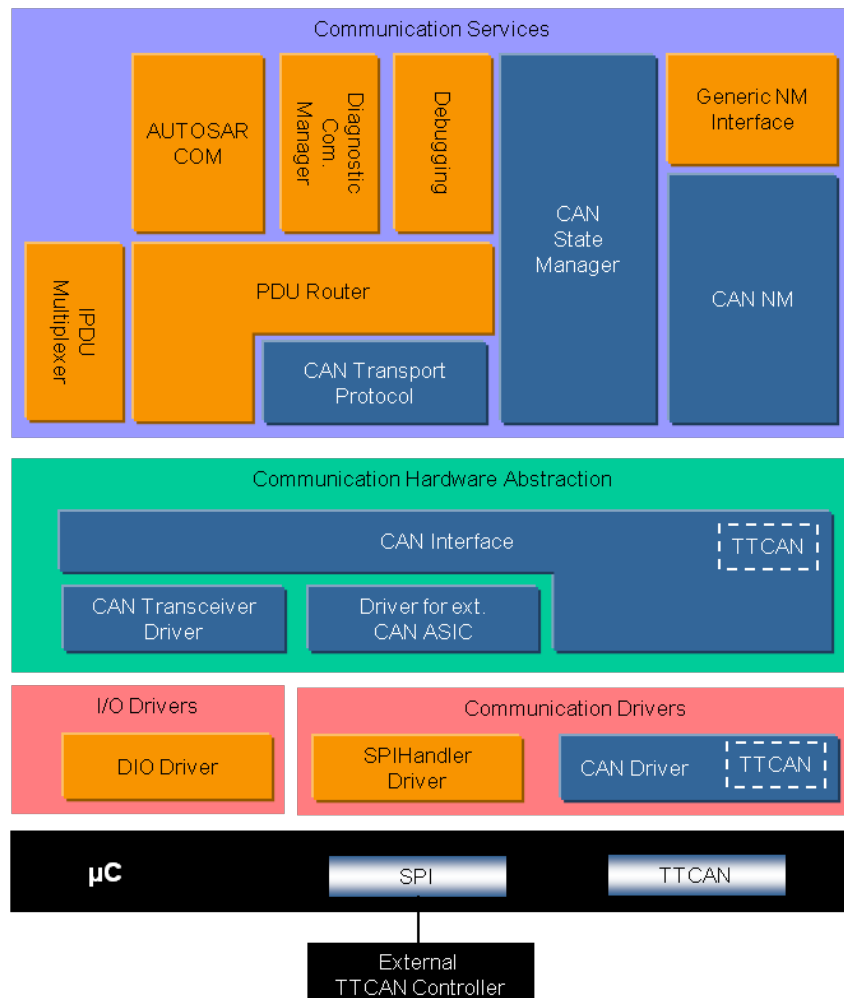 Communication Services
AUTOSAR
COM
Diagnostic
Com.
Manager
Debugging
CAN
State
Manager
Generic NM
Interface
IPDU
Multiplexer
PDU Router
CAN NM
CAN Transport
Protocol
Communication Hardware Abstraction
CAN Interface
TTCAN
CAN Transceiver
Driver
Driver for ext.
CAN ASIC
I/O Drivers
DIO Driver
Communication Drivers
SPIHandler
Driver
CAN Driver
TTCAN
µC
SPI
TTCAN
External
TTCAN Controller